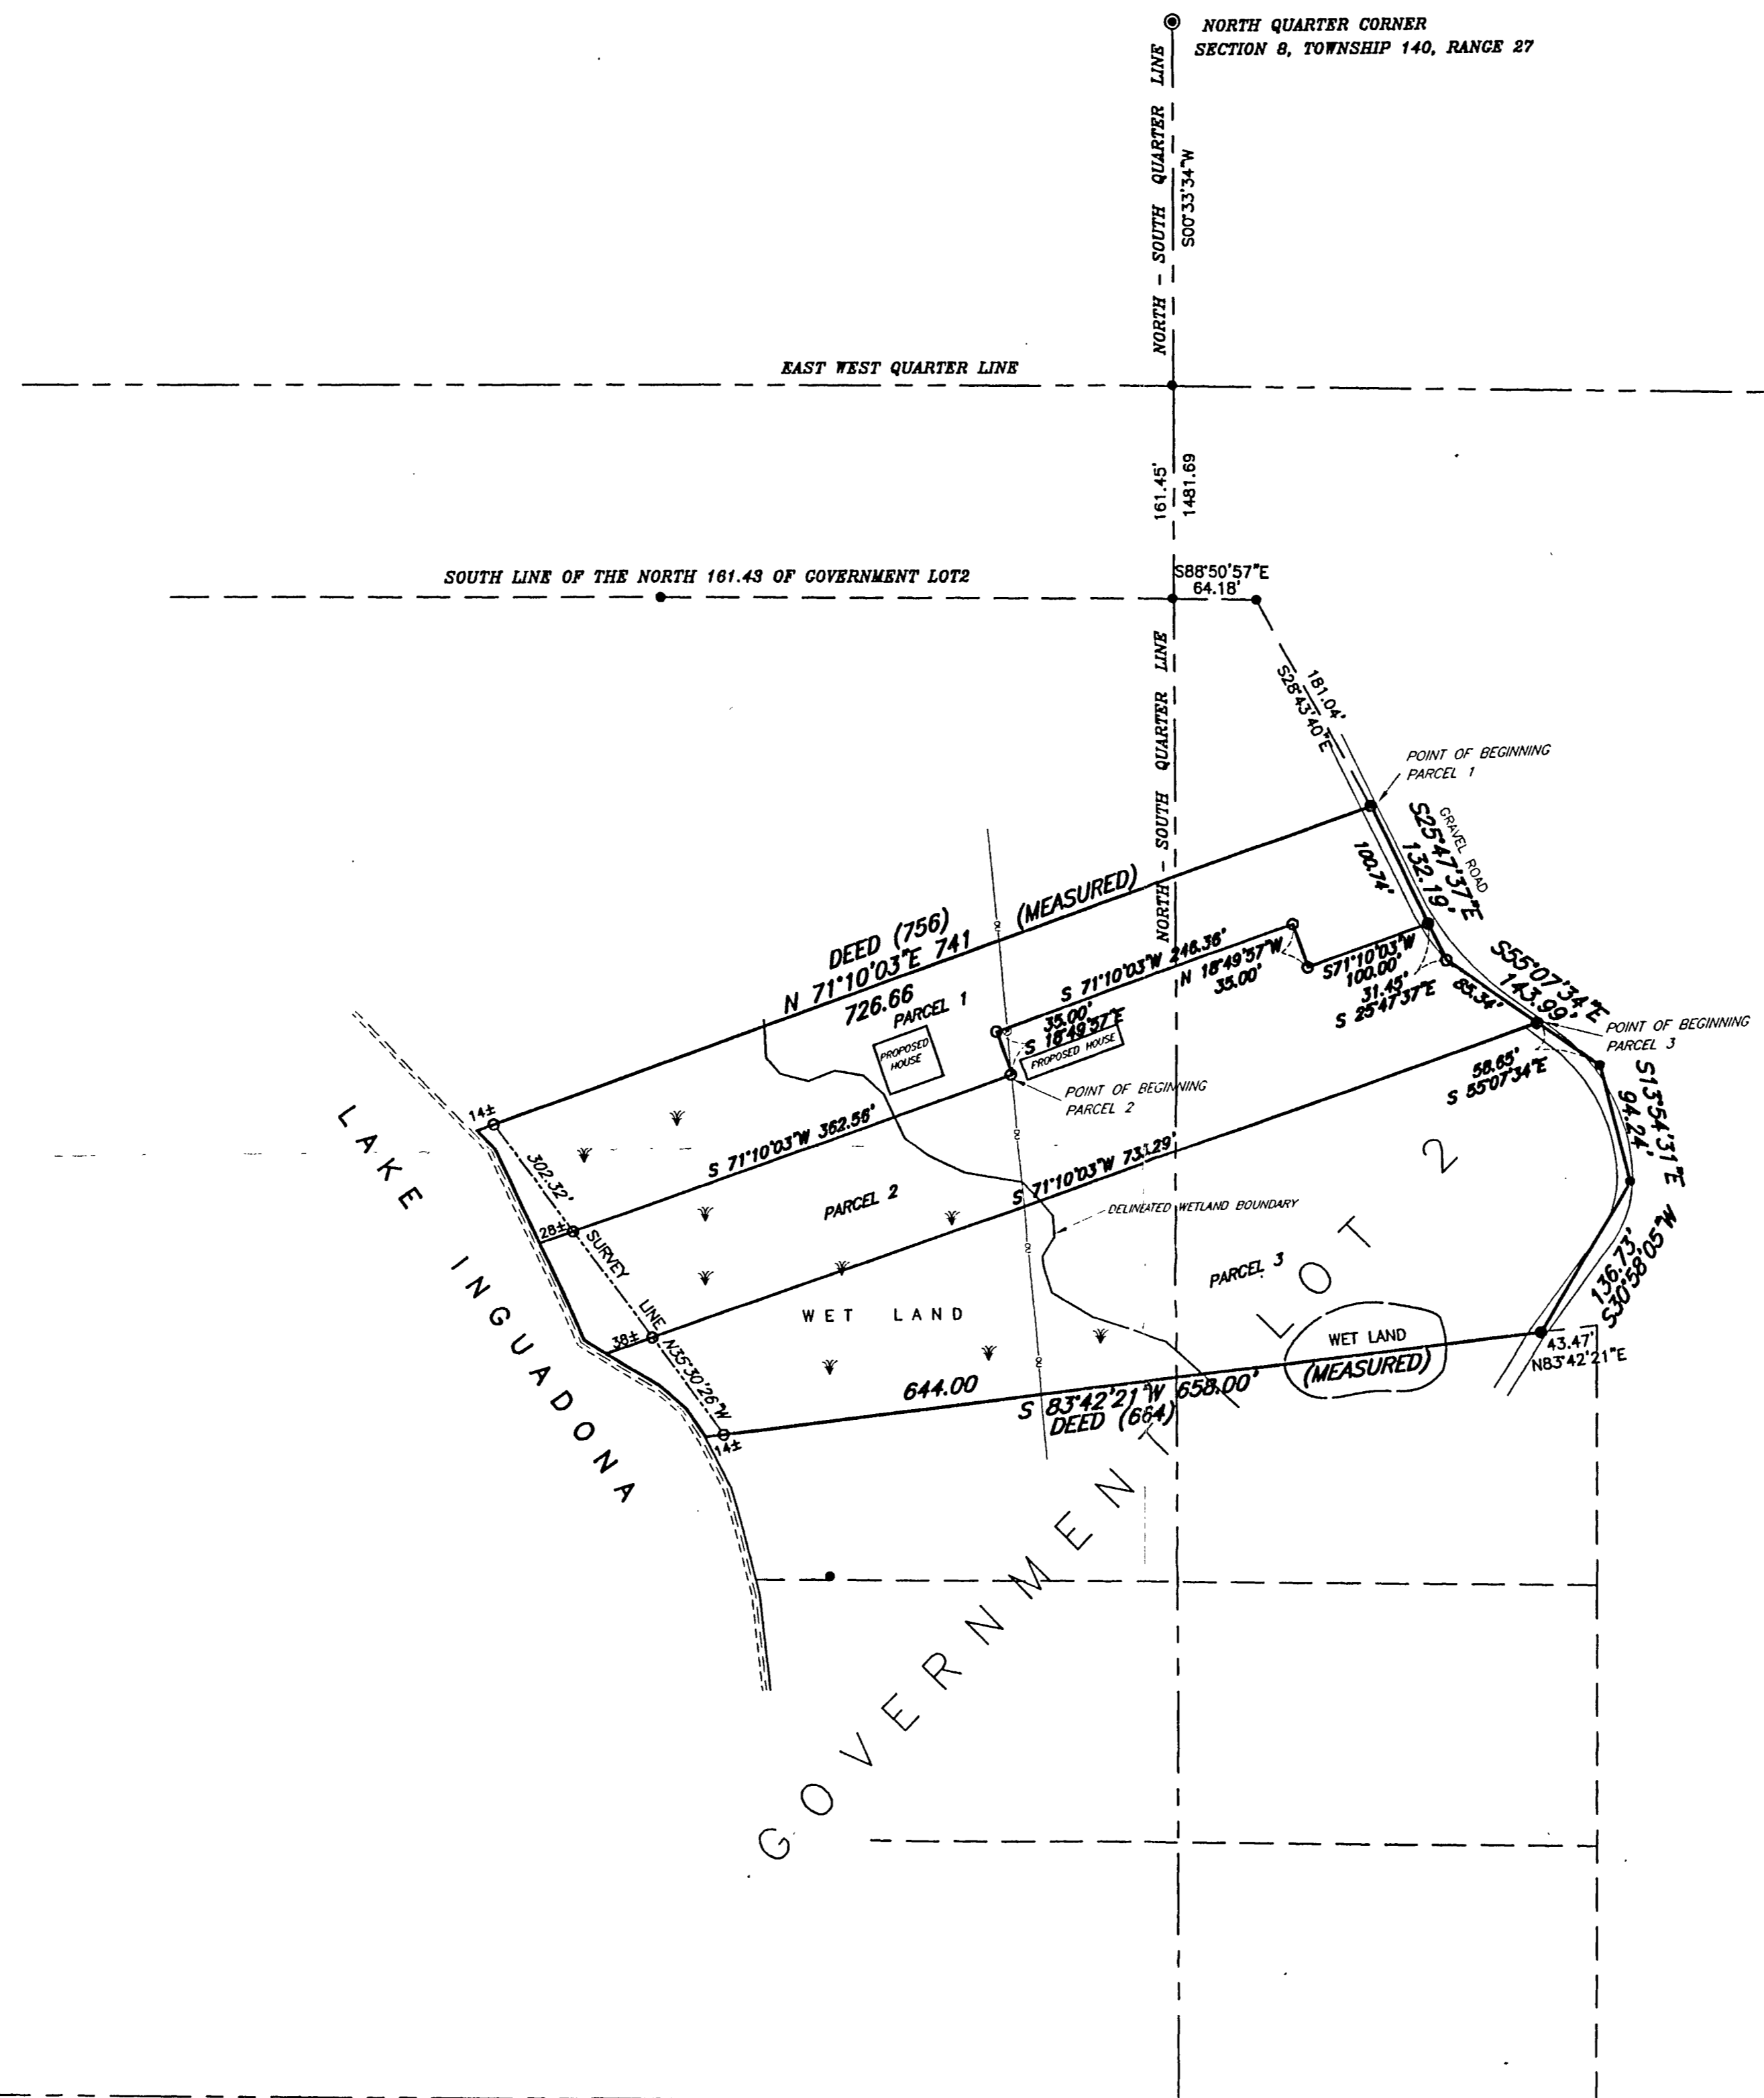 NORTH QUARTER CORNER
SECTION 8, TOWNSHIP 140, RANGE 27
NORTH - SOUTH QUARTER LINE
S00°33'34"W
EAST WEST QUARTER LINE
161.45'
1481.69
SOUTH LINE OF THE NORTH 161.43 OF GOVERNMENT LOT2
S88°50'57"E
64.18'
NORTH - SOUTH QUARTER LINE
181.04'
S28°43'40"E
POINT OF BEGINNING
PARCEL 1
GRAVEL ROAD
S25°47'37"E
132.19'
100.74'
DEED (756)
(MEASURED)
N 71°10'03"E 741
726.66
PARCEL 1
PROPOSED
HOUSE
S 71°10'03"W 246.36'
N 18°49'57"W
35.00'
S71°10'03"W
100.00'
31.45'
S 25°47'37"E
S55°07'34"E
143.99'
85.34'
35.00'
S 18°49'57"E
PROPOSED HOUSE
POINT OF BEGINNING
PARCEL 3
POINT OF BEGINNING
PARCEL 2
58.65'
S 55°07'34"E
S13°54'31"E
94.24'
14±
302.32'
S 71°10'03"W 362.56'
S 71°10'03"W 731.29'
PARCEL 2
DELINEATED WETLAND BOUNDARY
28±
SURVEY LINE N35°30'26"W
38±
WET LAND
PARCEL 3
WET LAND
136.73'
S30°58'05"W
43.47'
N83°42'21"E
644.00
S 83°42'21"W 658.00'
(MEASURED)
DEED (664)
14±
LAKE INGUADONA
GOVERNMENT LOT 2